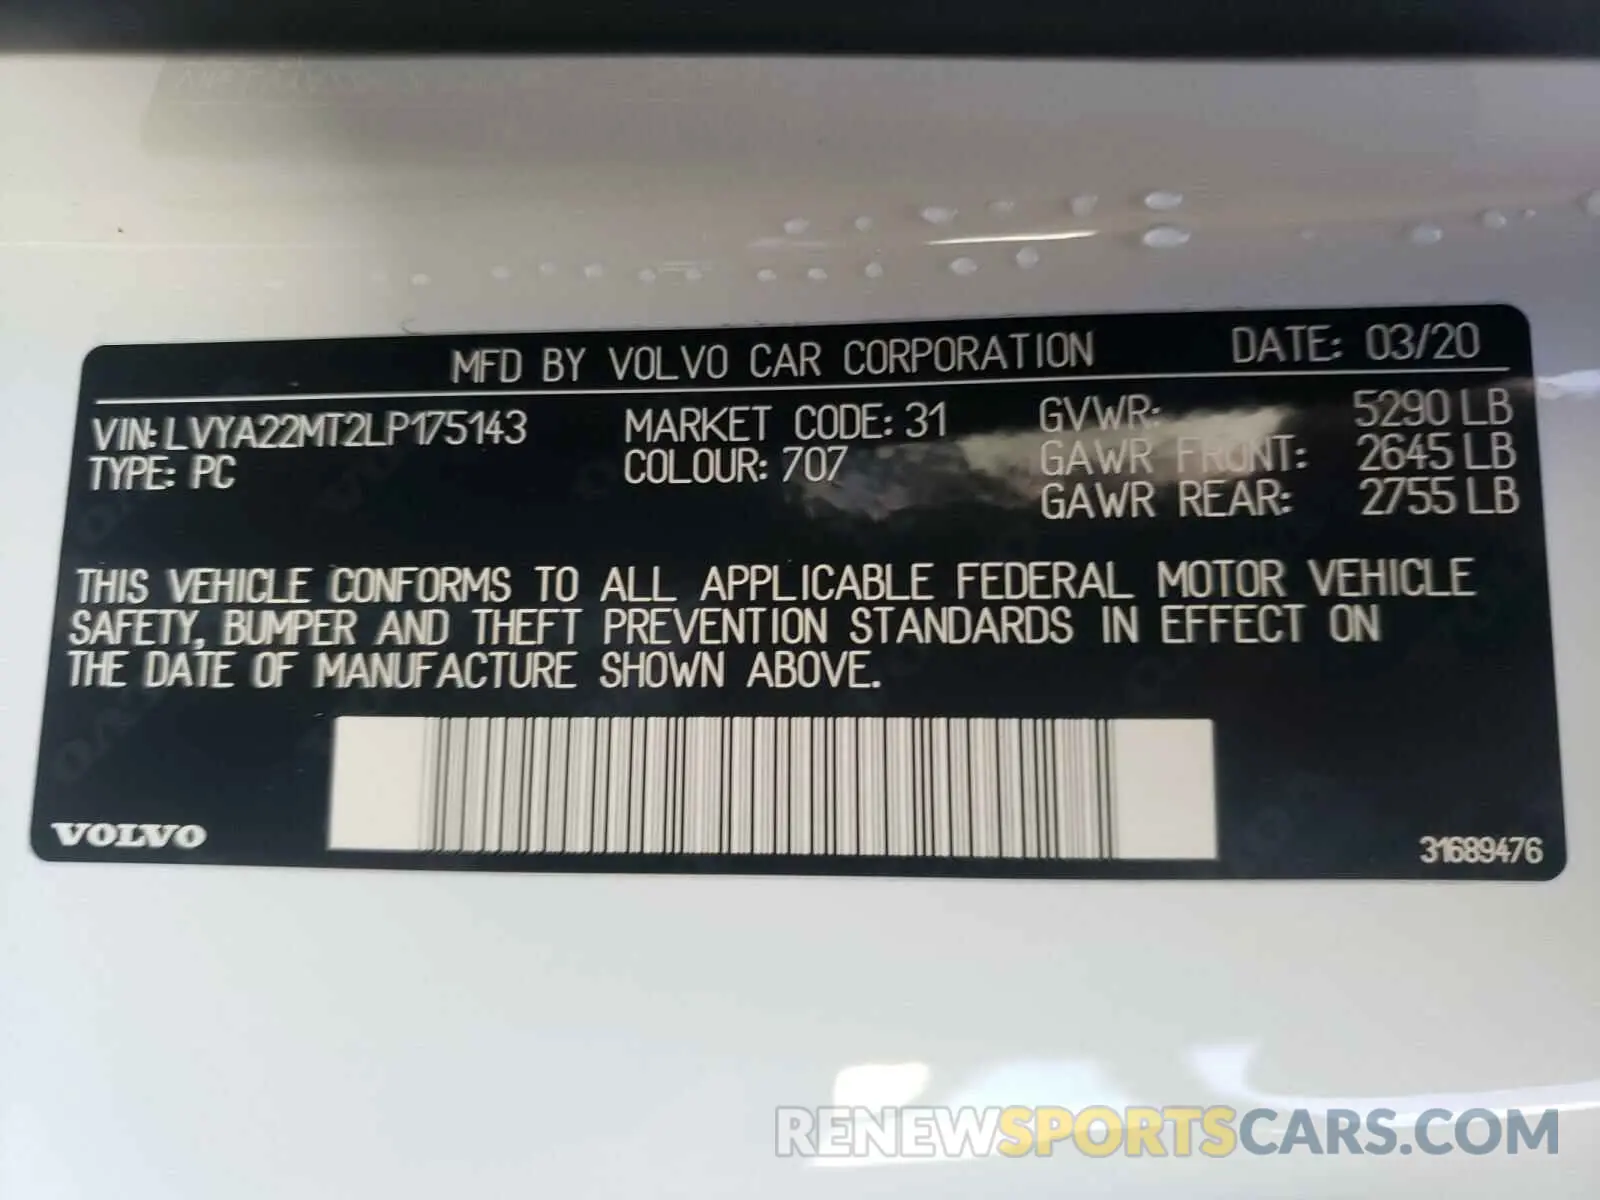 MFD BY VOLVO CAR CORPORATION DATE: 03/20
VIN: LVYA22MT2LP175143 MARKET CODE: 31 GVWR: 5290 LB
TYPE: PC COLOUR: 707 GAWR FRONT: 2645 LB
GAWR REAR: 2755 LB
THIS VEHICLE CONFORMS TO ALL APPLICABLE FEDERAL MOTOR VEHICLE
SAFETY, BUMPER AND THEFT PREVENTION STANDARDS IN EFFECT ON
THE DATE OF MANUFACTURE SHOWN ABOVE.
VOLVO 31689476
RENEWSPORTSCARS.COM